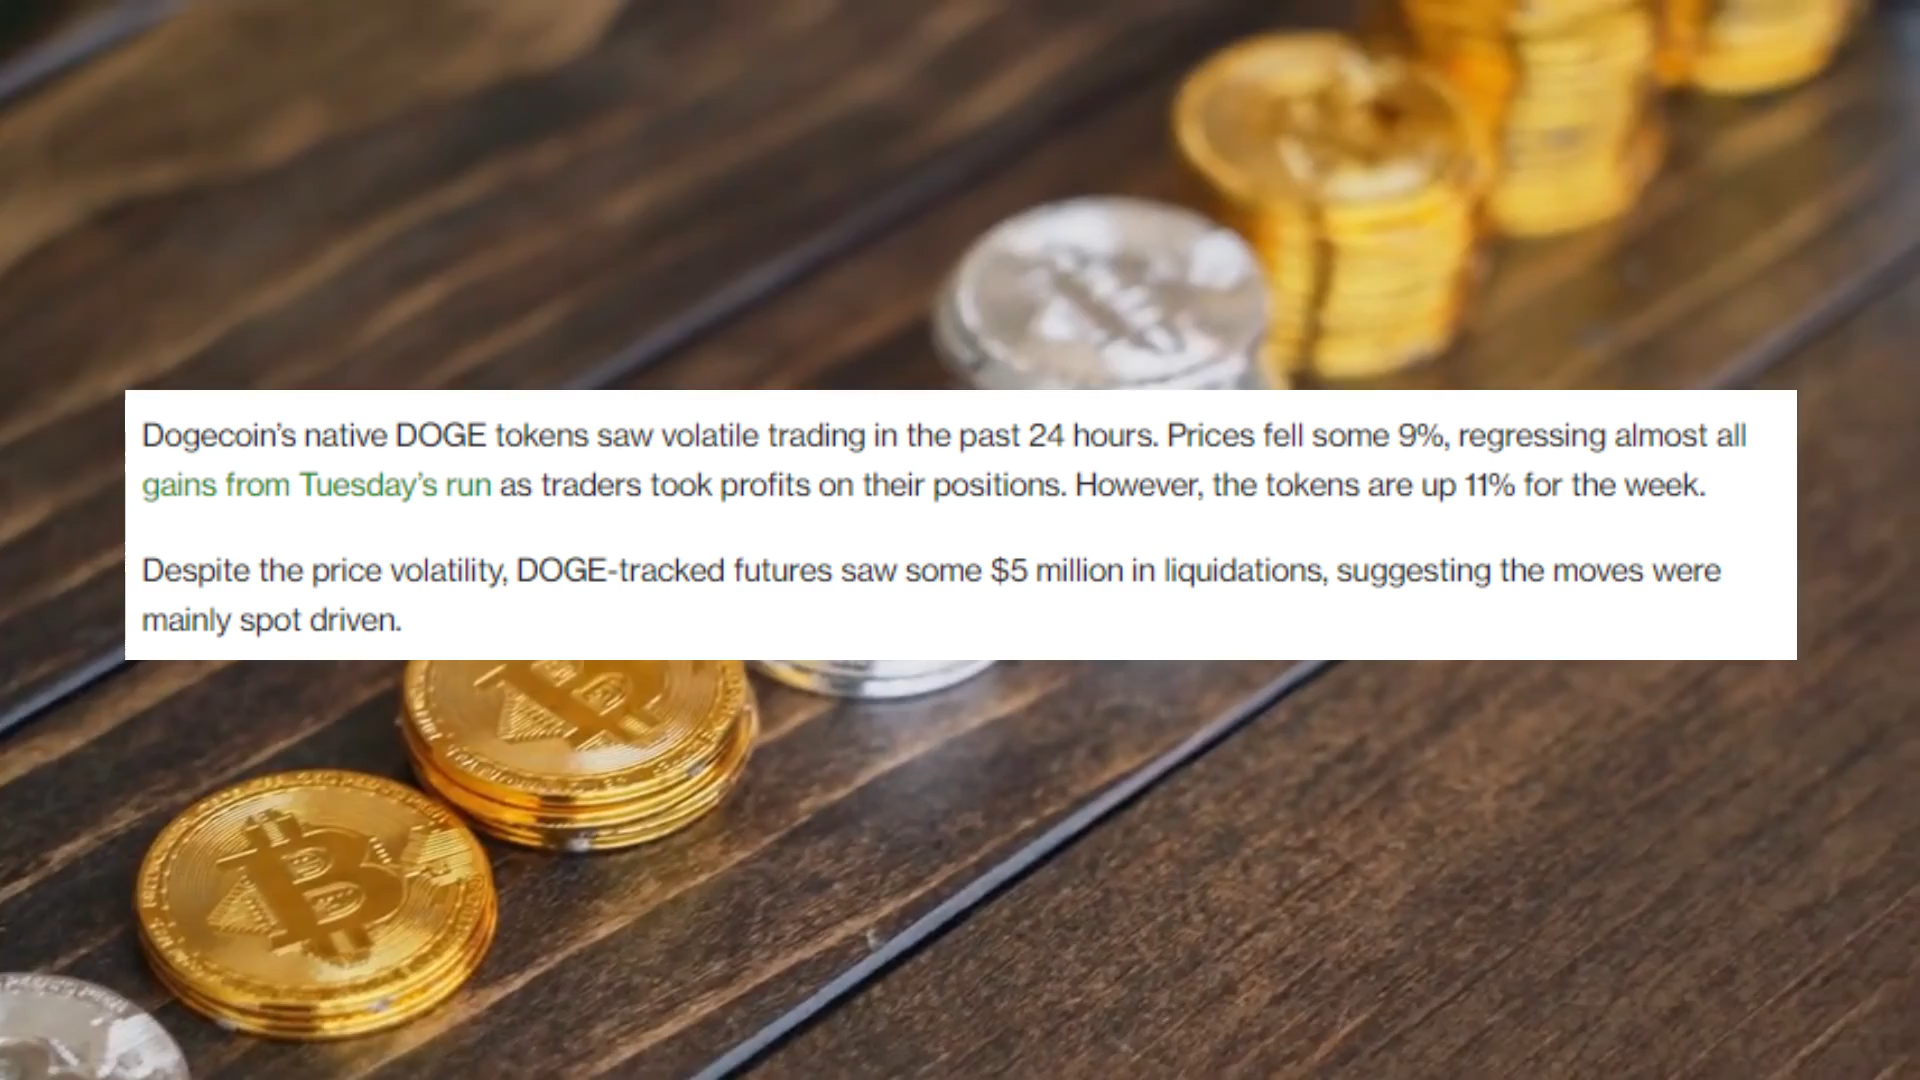 Dogecoin's native DOGE tokens saw volatile trading in the past 24 hours. Prices fell some 9%, regressing almost all
gains from Tuesday's run as traders took profits on their positions. However, the tokens are up 11% for the week.
Despite the price volatility, DOGE-tracked futures saw some $5 million in liquidations, suggesting the moves were
mainly spot driven.